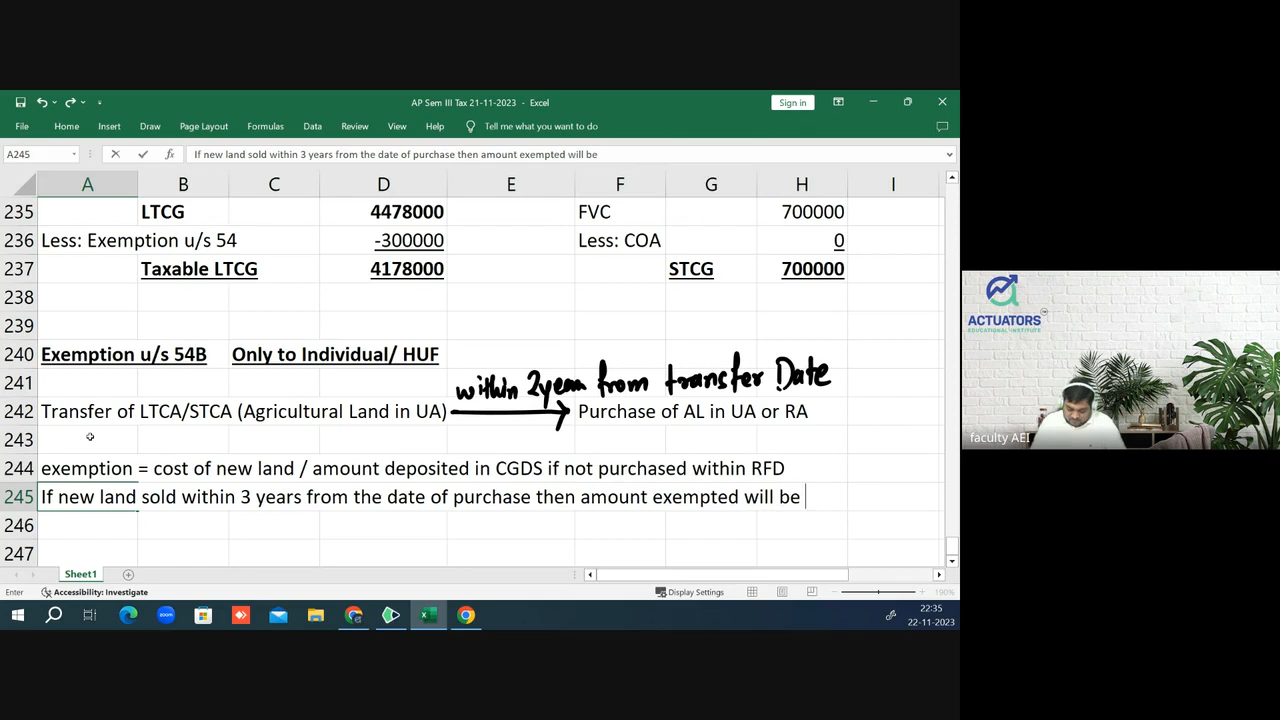 AP Sem III Tax 21-11-2023 - Excel
Sign in
File Home Insert Draw Page Layout Formulas Data Review View Help Tell me what you want to do
A245 fx If new land sold within 3 years from the date of purchase then amount exempted will be
A B C D E F G H I
235 LTCG 4478000 FVC 700000
236 Less: Exemption u/s 54 -300000 Less: COA 0
237 Taxable LTCG 4178000 STCG 700000
238
239
240 Exemption u/s 54B Only to Individual/ HUF
241 within 2year from transfer Date
242 Transfer of LTCA/STCA (Agricultural Land in UA) Purchase of AL in UA or RA
243
244 exemption = cost of new land / amount deposited in CGDS if not purchased within RFD
245 If new land sold within 3 years from the date of purchase then amount exempted will be
246
247
Sheet1
Enter Accessibility: Investigate Display Settings 190%
zoom
22:35
22-11-2023
ACTUATORS
EDUCATIONAL INSTITUTE
faculty AEI